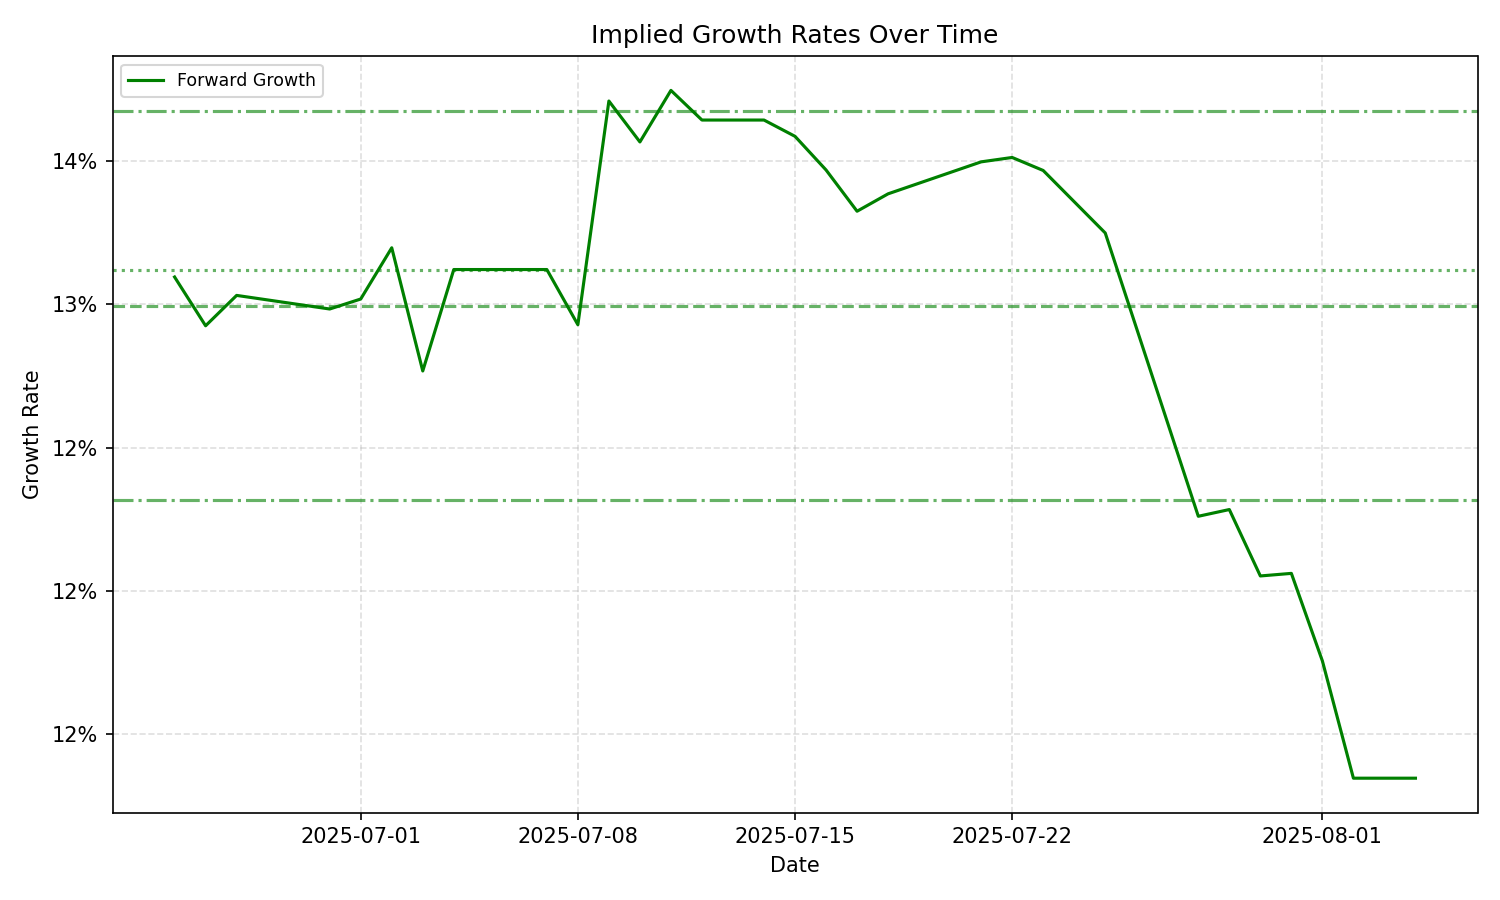 Implied Growth Rates Over Time
Forward Growth
14%
13%
12%
12%
12%
Growth Rate
2025-07-01
2025-07-08
2025-07-15
2025-07-22
2025-08-01
Date